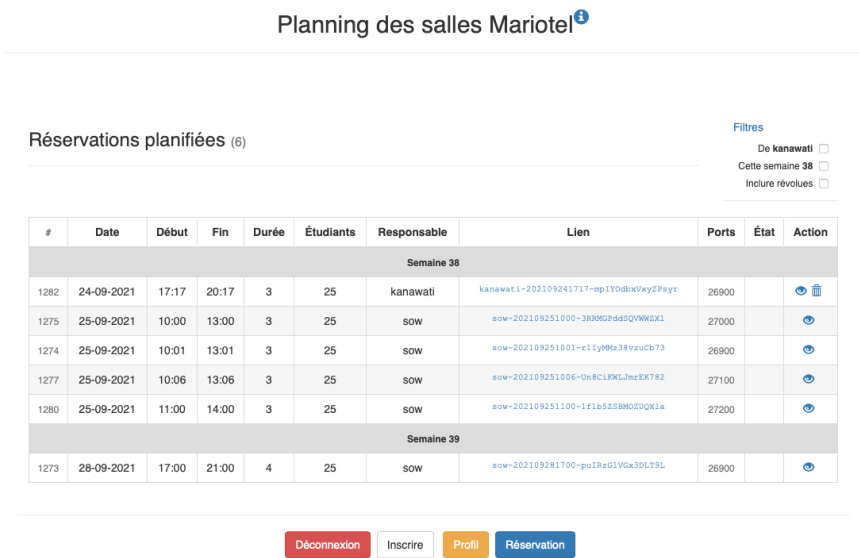 Planning des salles Mariotel
Réservations planifiées (6)
Filtres
De kanawati
Cette semaine 38
Inclure révolues
# Date Début Fin Durée Étudiants Responsable Lien Ports État Action
Semaine 38
1282 24-09-2021 17:17 20:17 3 25 kanawati kanawati-202109241717-mpIYOdbxVxyZPsyr 26900
1275 25-09-2021 10:00 13:00 3 25 sow sow-202109251000-3RRMGPddSQVWWZX1 27000
1274 25-09-2021 10:01 13:01 3 25 sow sow-202109251001-rlIyMMz38vzuCb73 26900
1277 25-09-2021 10:06 13:06 3 25 sow sow-202109251006-Un8CiKWLJmrEK782 27100
1280 25-09-2021 11:00 14:00 3 25 sow sow-202109251100-1f1b5ZSBMOZUQX1a 27200
Semaine 39
1273 28-09-2021 17:00 21:00 4 25 sow sow-202109281700-puIRzG1VGx3DLT9L 26900
Déconnexion Inscrire Profil Réservation